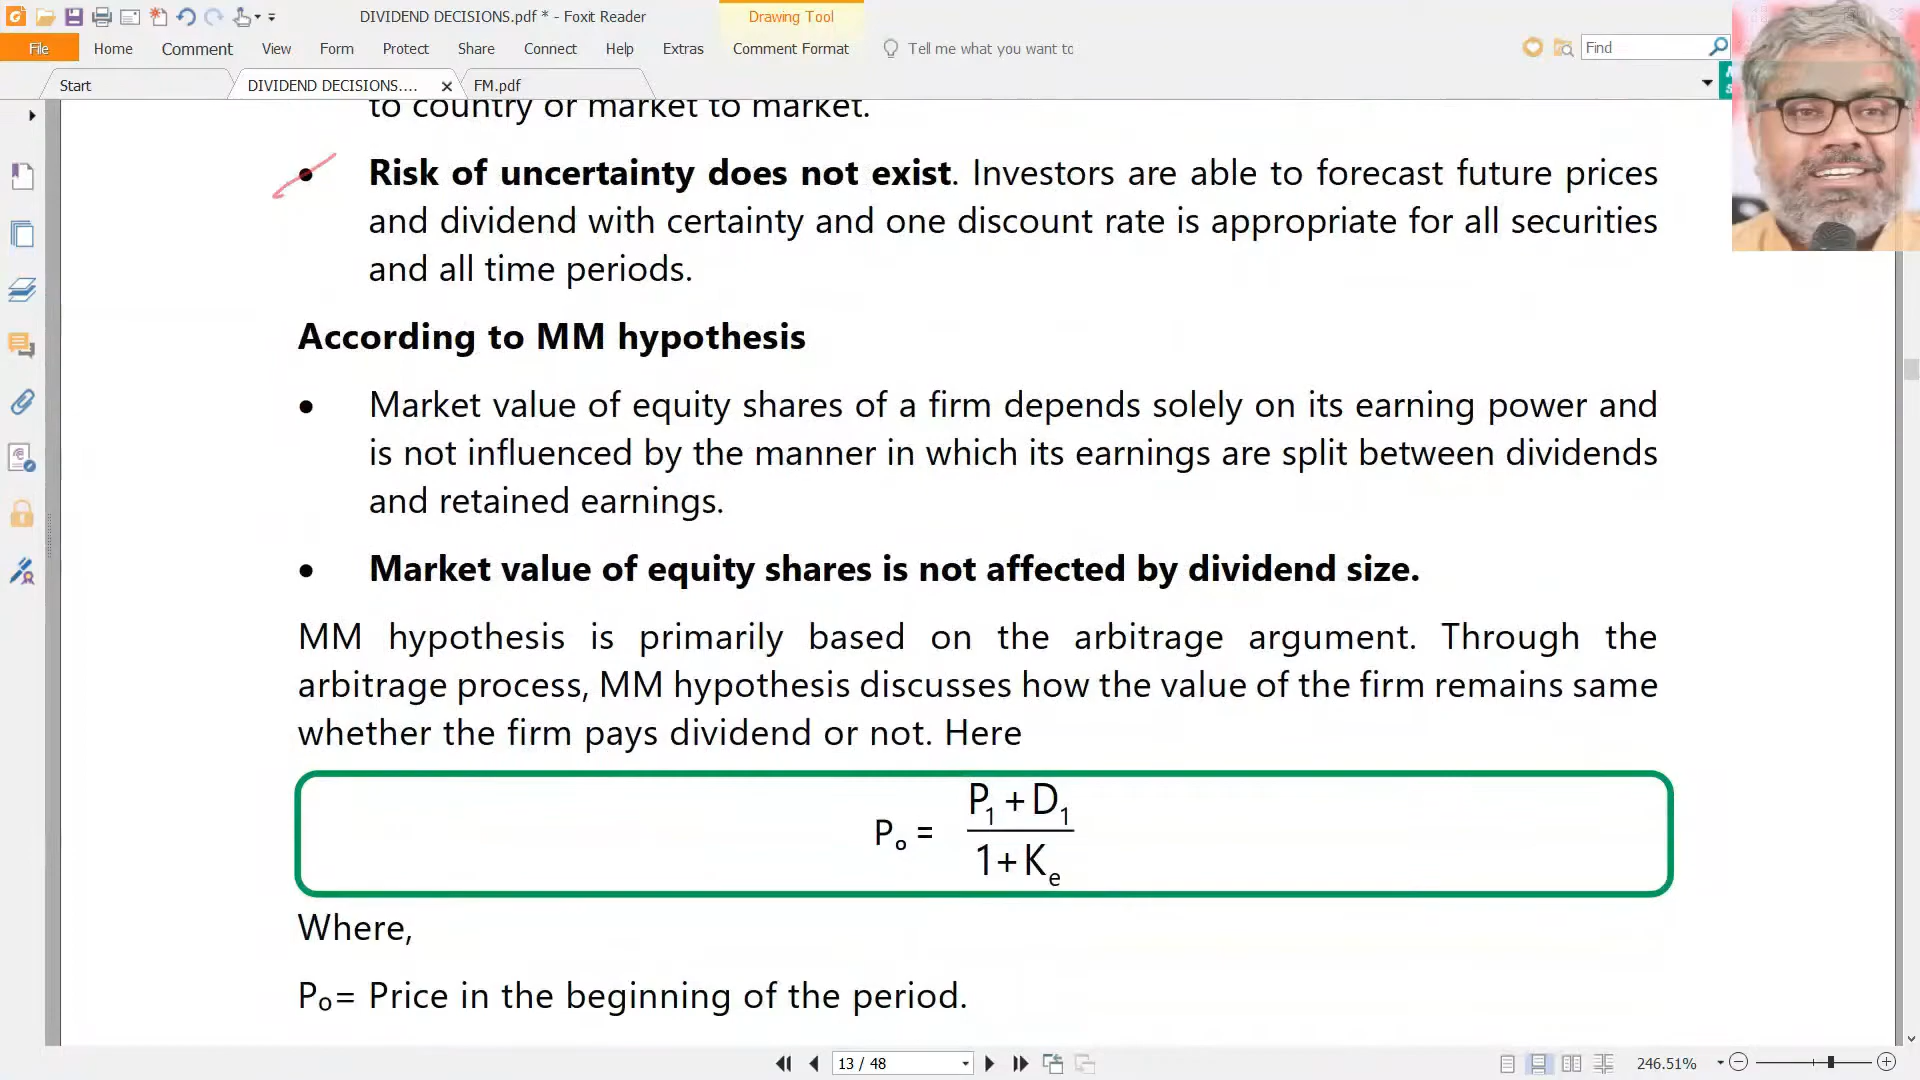 DIVIDEND DECISIONS.pdf * - Foxit Reader
Drawing Tool
File Home Comment View Form Protect Share Connect Help Extras Comment Format Tell me what you want to Find
Start DIVIDEND DECISIONS.... FM.pdf
to country or market to market.
• Risk of uncertainty does not exist. Investors are able to forecast future prices
and dividend with certainty and one discount rate is appropriate for all securities
and all time periods.
According to MM hypothesis
• Market value of equity shares of a firm depends solely on its earning power and
is not influenced by the manner in which its earnings are split between dividends
and retained earnings.
• Market value of equity shares is not affected by dividend size.
MM hypothesis is primarily based on the arbitrage argument. Through the
arbitrage process, MM hypothesis discusses how the value of the firm remains same
whether the firm pays dividend or not. Here
P₁ + D₁
Pₒ =
1 + Kₑ
Where,
Pₒ= Price in the beginning of the period.
13 / 48 246.51%